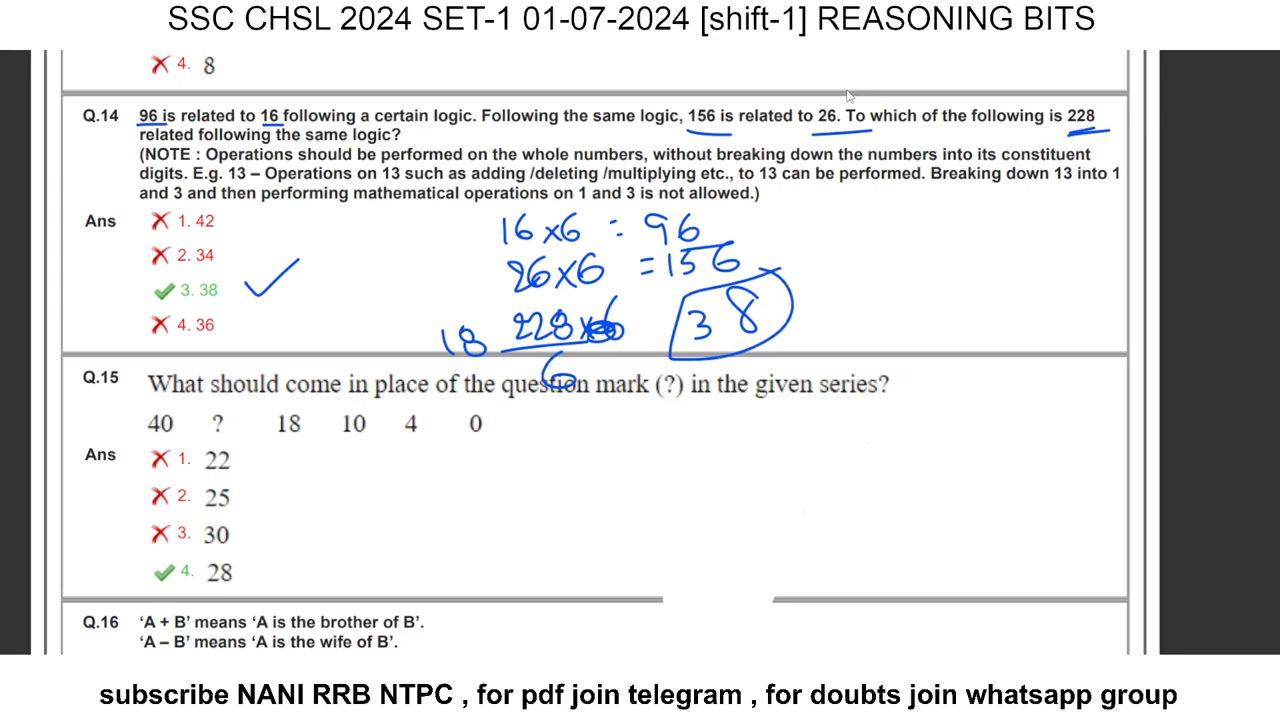 SSC CHSL 2024 SET-1 01-07-2024 [shift-1] REASONING BITS
4. 8
Q.14 96 is related to 16 following a certain logic. Following the same logic, 156 is related to 26. To which of the following is 228
related following the same logic?
(NOTE : Operations should be performed on the whole numbers, without breaking down the numbers into its constituent
digits. E.g. 13 – Operations on 13 such as adding /deleting /multiplying etc., to 13 can be performed. Breaking down 13 into 1
and 3 and then performing mathematical operations on 1 and 3 is not allowed.)
Ans
1. 42
2. 34
3. 38
4. 36
16 x 6 = 96
26 x 6 = 156
18 228 x
6
38
Q.15 What should come in place of the question mark (?) in the given series?
40 ? 18 10 4 0
Ans
1. 22
2. 25
3. 30
4. 28
Q.16 ‘A + B’ means ‘A is the brother of B’.
‘A – B’ means ‘A is the wife of B’.
subscribe NANI RRB NTPC , for pdf join telegram , for doubts join whatsapp group